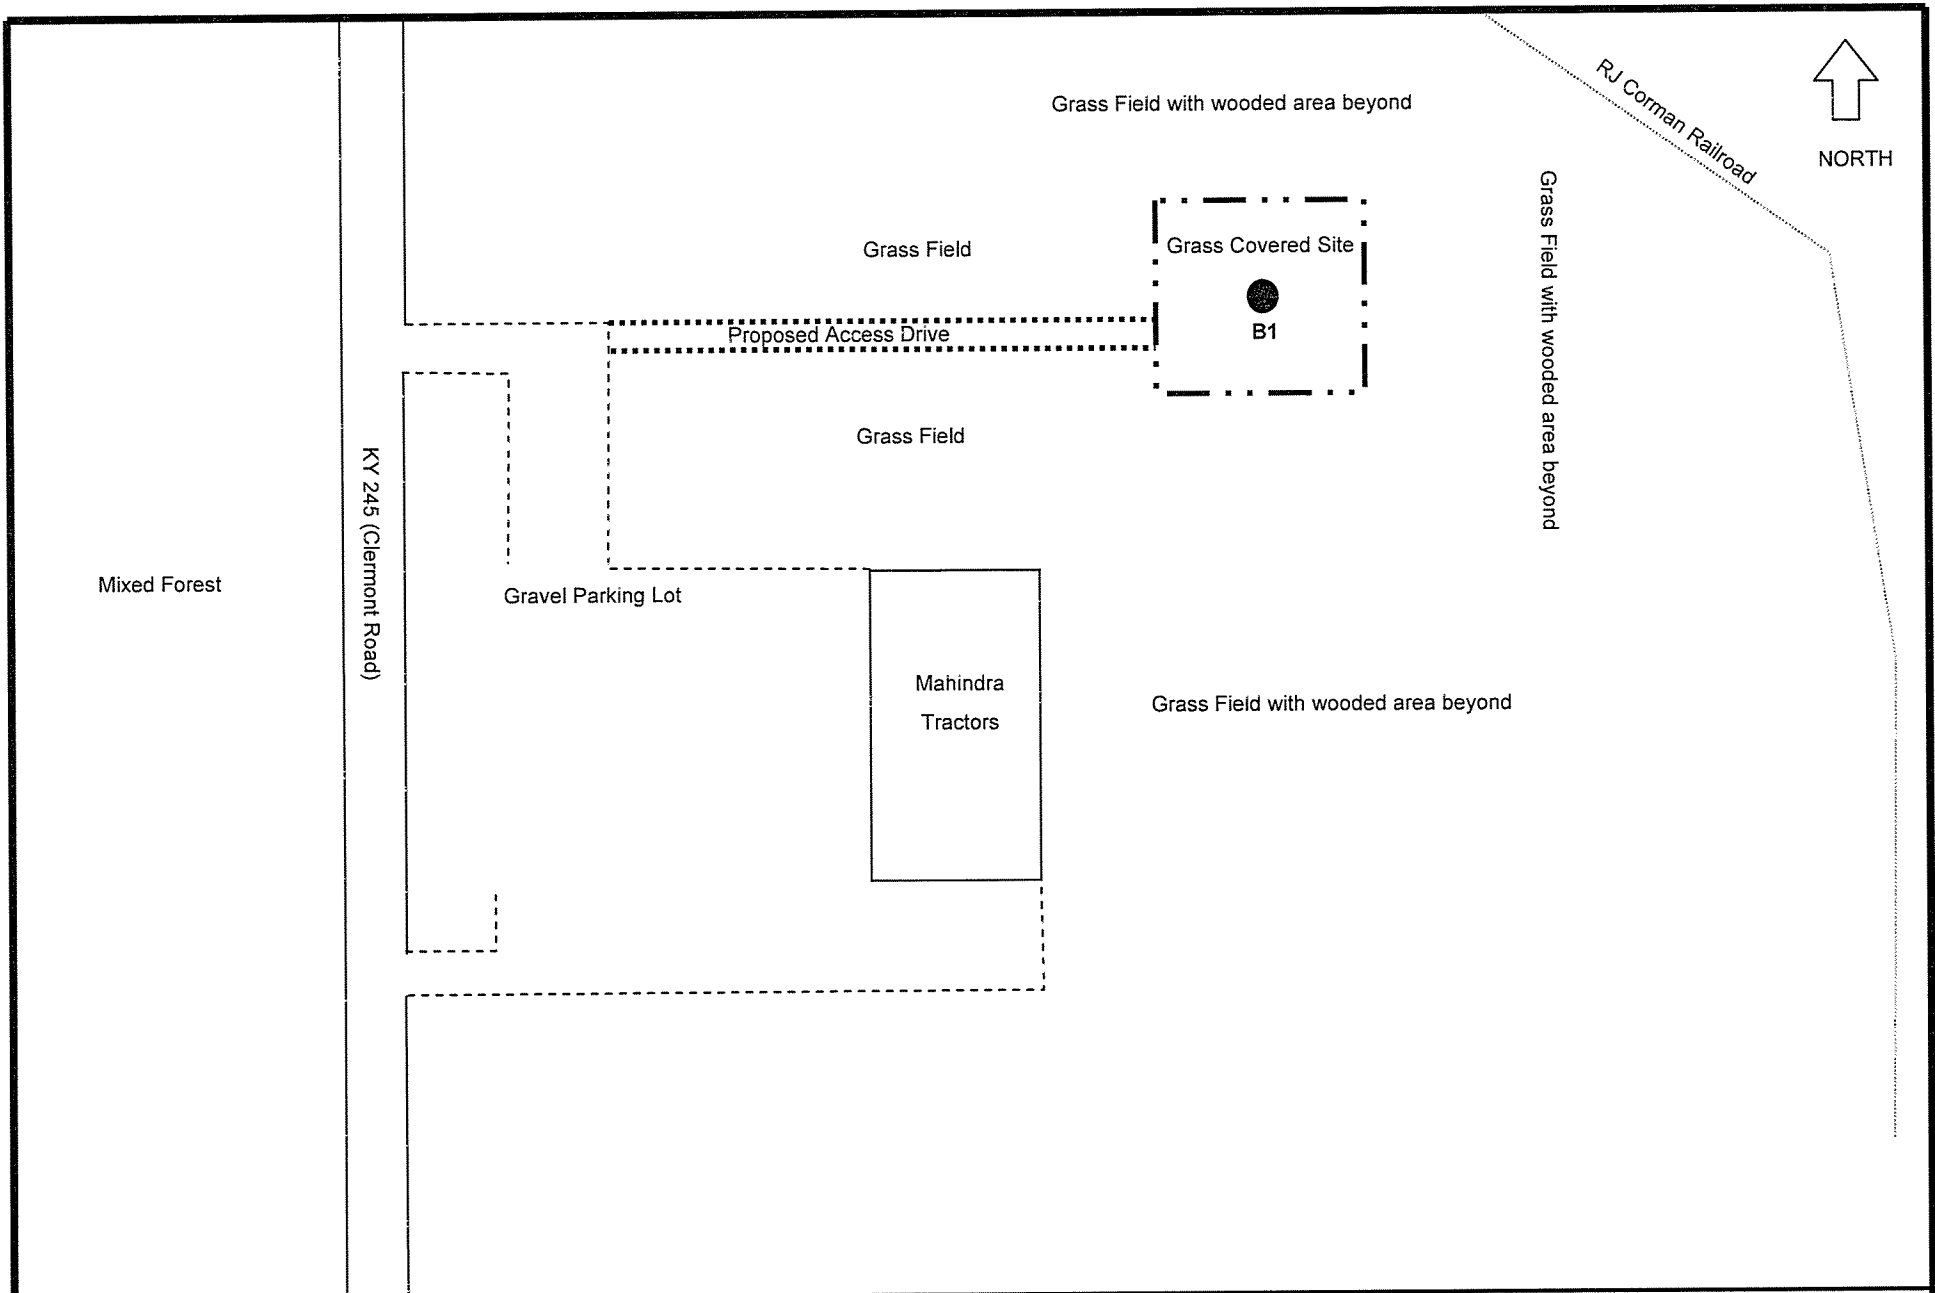 Grass Field with wooded area beyond
RJ Corman Railroad
NORTH
Grass Field
Grass Covered Site
Grass Field with wooded area beyond
B1
Proposed Access Drive
Grass Field
KY 245 (Clermont Road)
Mixed Forest
Gravel Parking Lot
Mahindra
Tractors
Grass Field with wooded area beyond